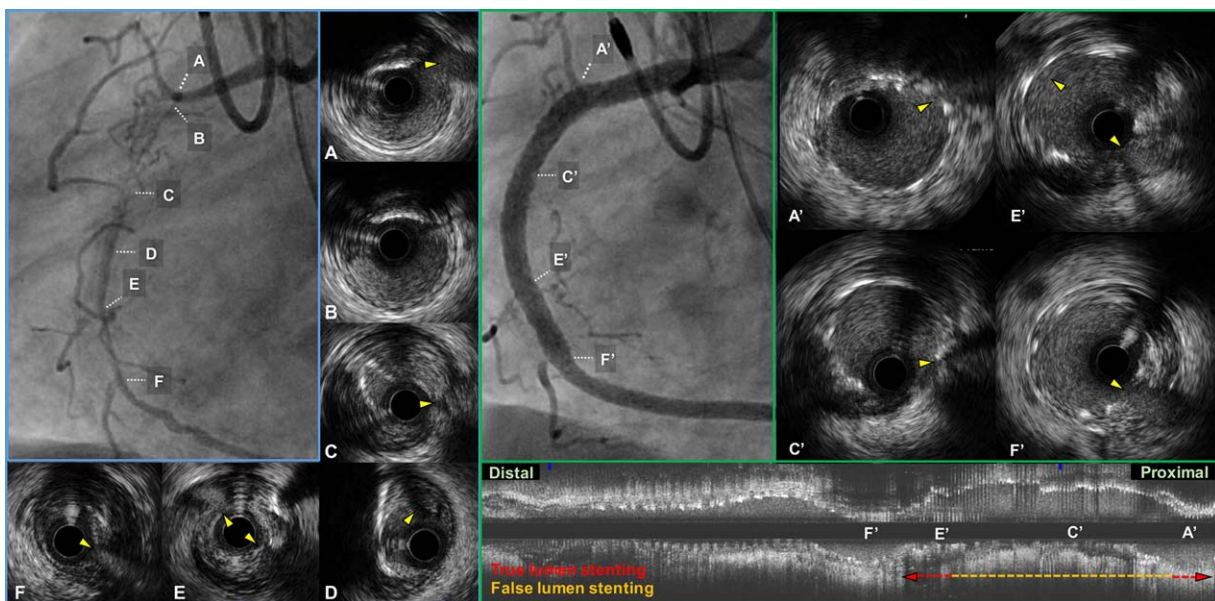 A
B
C
D
E
F
A
B
C
F
E
D
A'
C'
E'
F'
A'
E'
C'
F'
Distal
Proximal
F'
E'
C'
A'
True lumen stenting
False lumen stenting